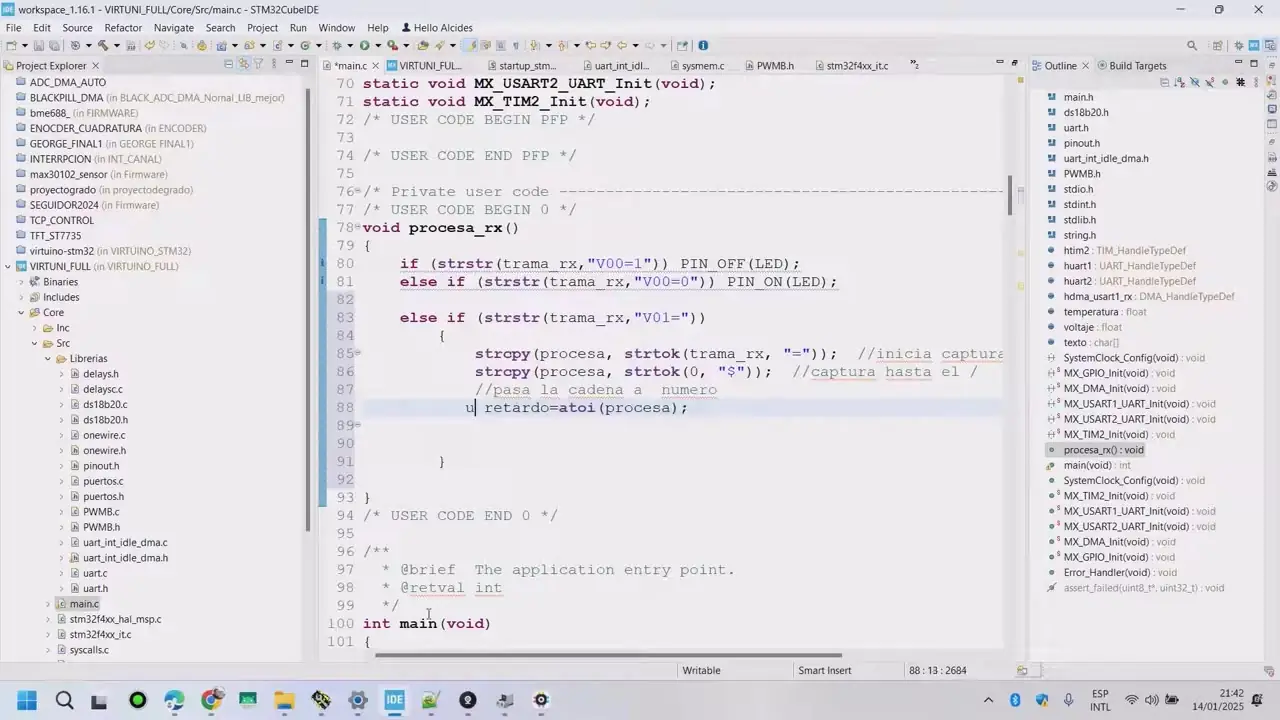 workspace_1.16.1 - VIRTUNI_FULL/Core/Src/main.c - STM32CubeIDE
File Edit Source Refactor Navigate Search Project Run Window Help Hello Alcides
Project Explorer
ADC_DMA_AUTO
BLACKPILL_DMA (in BLACK_ADC_DMA_Nornal_LIB_mejor)
bme688_ (in FIRMWARE)
ENOCDER_CUADRATURA (in ENCODER)
GEORGE_FINAL1 (in GEORGE FINAL1)
INTERRPCION (in INT_CANAL)
max30102_sensor (in Firmware)
proyectogrado (in proyectodegrado)
SEGUIDOR2024 (in Firmware)
TCP_CONTROL
TFT_ST7735
virtuino-stm32 (in VIRTUINO_STM32)
VIRTUNI_FULL (in VIRTUINO_FULL)
Binaries
Includes
Core
Inc
Src
Librerias
delays.h
delaysc.c
ds18b20.c
ds18b20.h
onewire.c
onewire.h
pinout.h
puertos.c
puertos.h
PWMB.c
PWMB.h
uart_int_idle_dma.c
uart_int_idle_dma.h
uart.c
uart.h
main.c
stm32f4xx_hal_msp.c
stm32f4xx_it.c
syscalls.c
*main.c VIRTUNI_FUL... startup_stm... uart_int_idl... sysmem.c PWMB.h stm32f4xx_it.c
70 static void MX_USART2_UART_Init(void);
71 static void MX_TIM2_Init(void);
72 /* USER CODE BEGIN PFP */
73
74 /* USER CODE END PFP */
75
76 /* Private user code -----------------------------------------------
77 /* USER CODE BEGIN 0 */
78 void procesa_rx()
79 {
80 if (strstr(trama_rx,"V00=1")) PIN_OFF(LED);
81 else if (strstr(trama_rx,"V00=0")) PIN_ON(LED);
82
83 else if (strstr(trama_rx,"V01="))
84 {
85 strcpy(procesa, strtok(trama_rx, "=")); //inicia captura
86 strcpy(procesa, strtok(0, "$")); //captura hasta el /
87 //pasa la cadena a numero
88 u retardo=atoi(procesa);
89
90
91 }
92
93 }
94 /* USER CODE END 0 */
95
96 /**
97 * @brief The application entry point.
98 * @retval int
99 */
100 int main(void)
101 {
Outline Build Targets
main.h
ds18b20.h
uart.h
pinout.h
uart_int_idle_dma.h
PWMB.h
stdio.h
stdint.h
stdlib.h
string.h
htim2 : TIM_HandleTypeDef
huart1 : UART_HandleTypeDef
huart2 : UART_HandleTypeDef
hdma_usart1_rx : DMA_HandleTypeDef
temperatura : float
voltaje : float
texto : char[]
SystemClock_Config(void) : void
MX_GPIO_Init(void) : void
MX_DMA_Init(void) : void
MX_USART1_UART_Init(void) : void
MX_USART2_UART_Init(void) : void
MX_TIM2_Init(void) : void
procesa_rx() : void
main(void) : int
SystemClock_Config(void) : void
MX_TIM2_Init(void) : void
MX_USART1_UART_Init(void) : void
MX_USART2_UART_Init(void) : void
MX_DMA_Init(void) : void
MX_GPIO_Init(void) : void
Error_Handler(void) : void
assert_failed(uint8_t*, uint32_t) : void
Writable Smart Insert 88 : 13 : 2684
IDE
ESP
INTL
21:42
14/01/2025